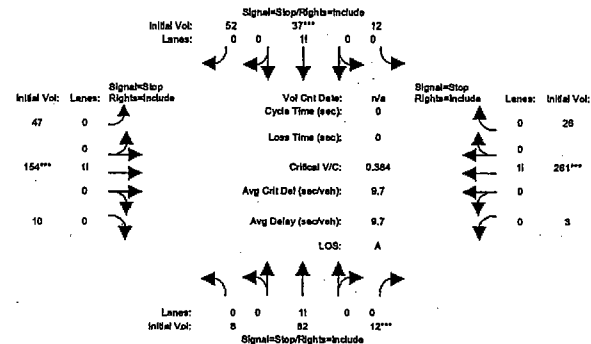 Signal=Stop/Rights=Include
Initial Vol: 52 37*** 12
Lanes: 0 0 1! 0 0
Signal=Stop
Initial Vol: Lanes: Rights=Include
Vol Cnt Date: n/a
Signal=Stop
Rights=Include Lanes: Initial Vol:
Cycle Time (sec): 0
47 0 0 26
Loss Time (sec): 0
0 0
154*** 1! Critical V/C: 0.384 1! 261***
0 Avg Crit Del (sec/veh): 9.7 0
10 0 Avg Delay (sec/veh): 9.7 0 3
LOS: A
Lanes: 0 0 1! 0 0
Initial Vol: 8 82 12***
Signal=Stop/Rights=Include